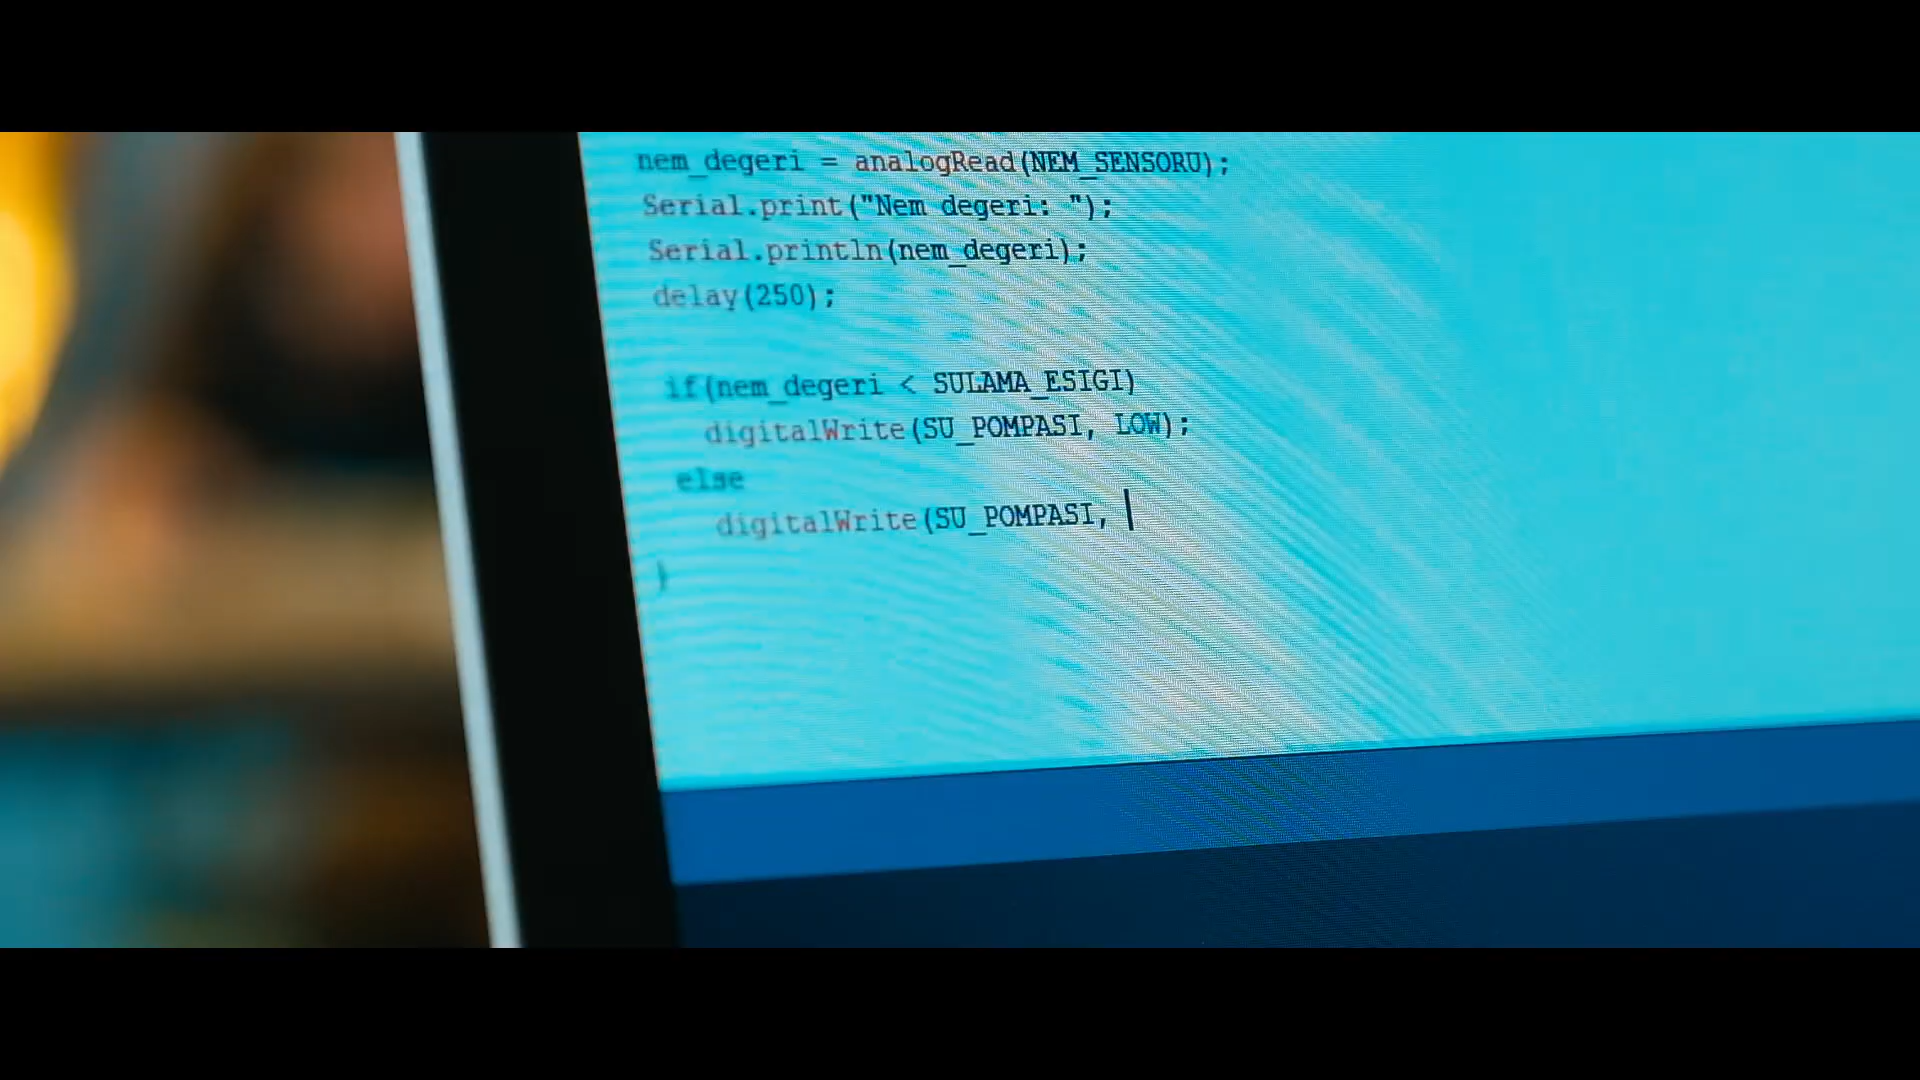 nem_degeri = analogRead(NEM_SENSORU);
Serial.print("Nem degeri: ");
Serial.println(nem_degeri);
delay(250);
if(nem_degeri < SULAMA_ESIGI)
digitalWrite(SU_POMPASI, LOW);
else
digitalWrite(SU_POMPASI,
}